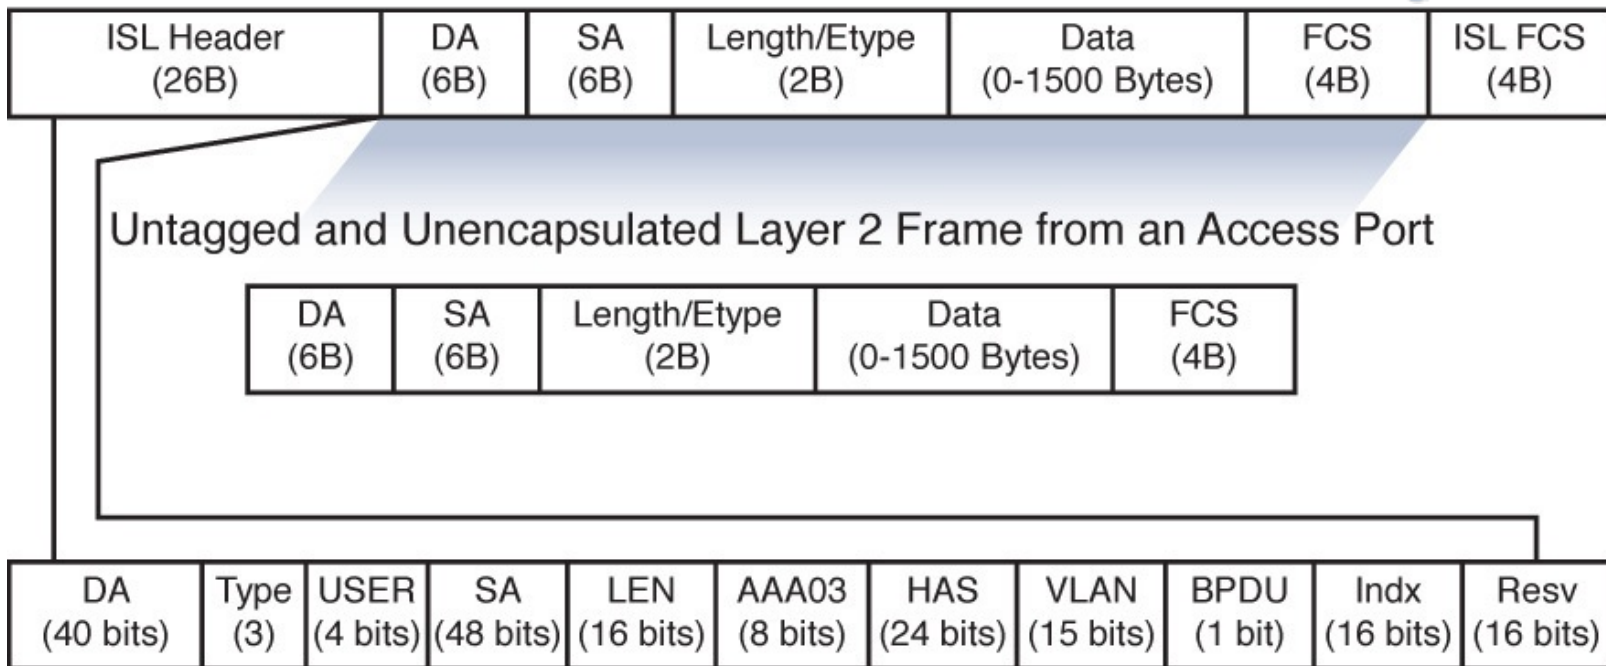 ISL Header DA SA Length/Etype Data FCS ISL FCS
(26B) (6B) (6B) (2B) (0-1500 Bytes) (4B) (4B)
Untagged and Unencapsulated Layer 2 Frame from an Access Port
DA SA Length/Etype Data FCS
(6B) (6B) (2B) (0-1500 Bytes) (4B)
DA Type USER SA LEN AAA03 HAS VLAN BPDU Indx Resv
(40 bits) (3) (4 bits) (48 bits) (16 bits) (8 bits) (24 bits) (15 bits) (1 bit) (16 bits) (16 bits)